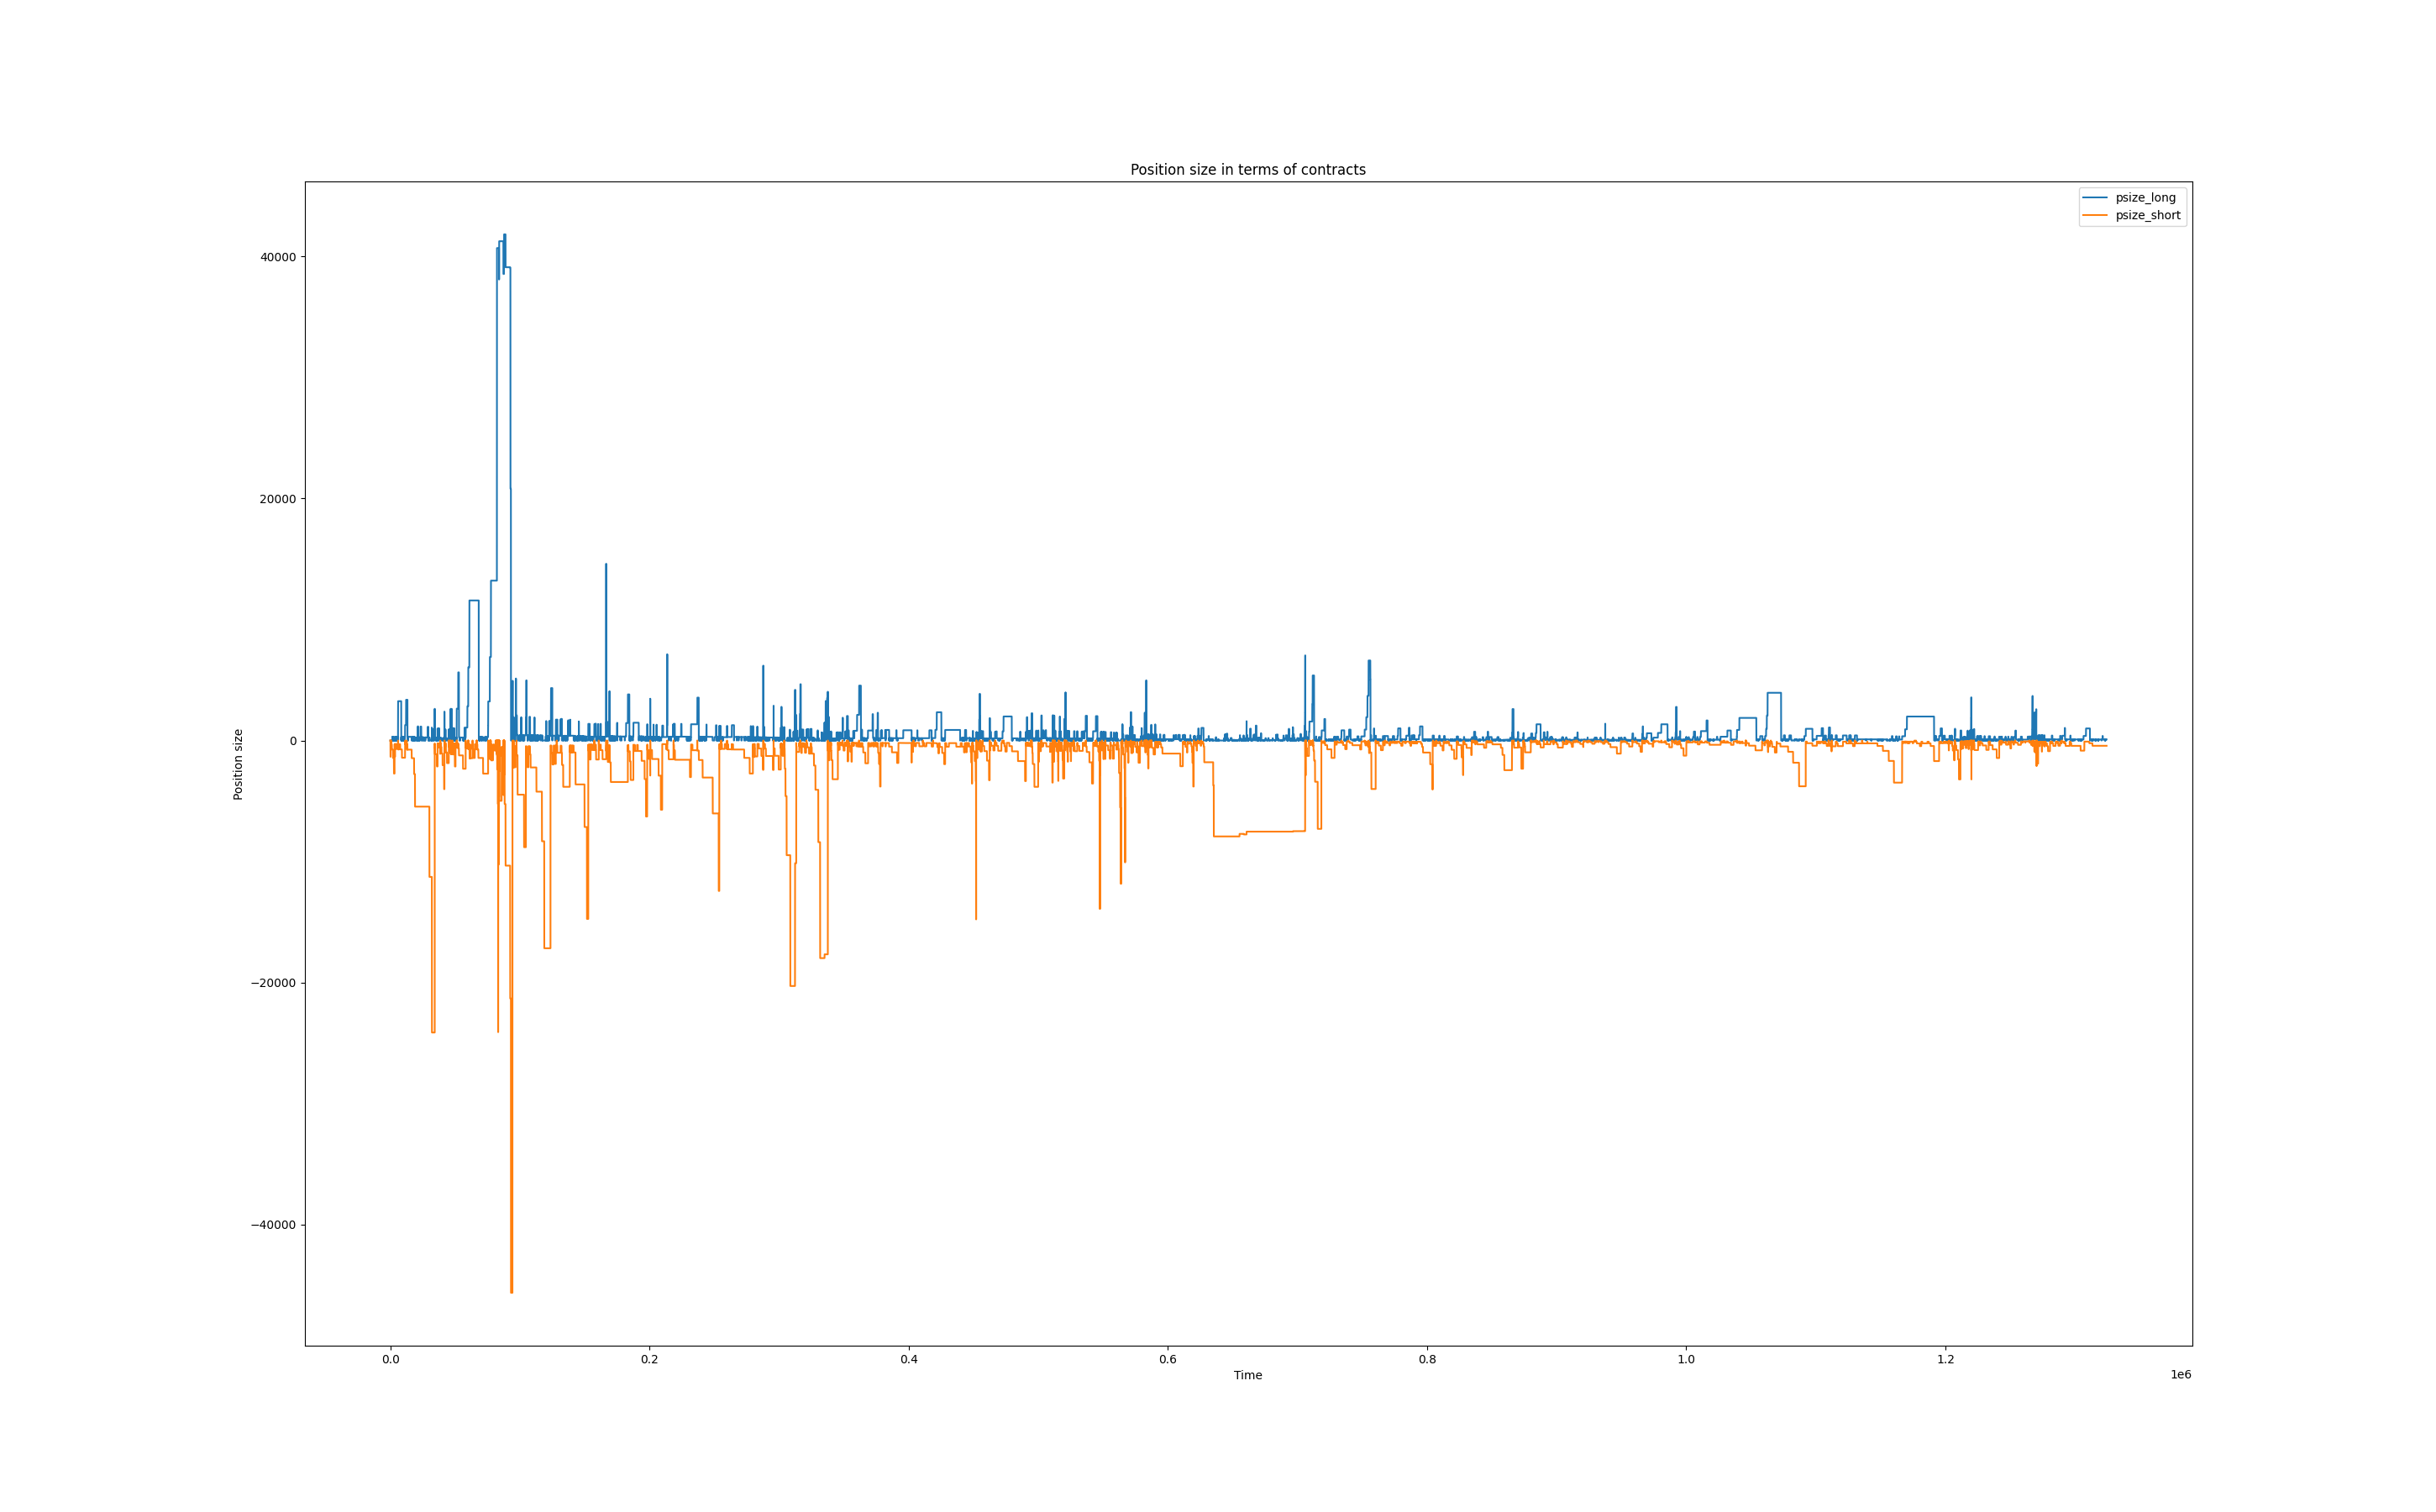 Position size in terms of contracts
psize_long
psize_short
40000
20000
0
−20000
−40000
Position size
0.0
0.2
0.4
0.6
0.8
1.0
1.2
1e6
Time